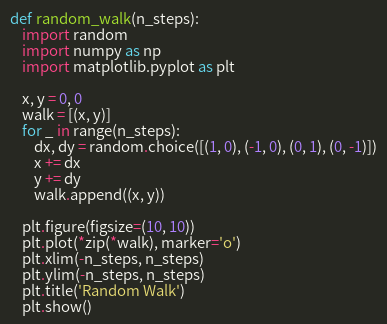 def random_walk(n_steps):
    import random
    import numpy as np
    import matplotlib.pyplot as plt

    x, y = 0, 0
    walk = [(x, y)]
    for _ in range(n_steps):
        dx, dy = random.choice([(1, 0), (-1, 0), (0, 1), (0, -1)])
        x += dx
        y += dy
        walk.append((x, y))

    plt.figure(figsize=(10, 10))
    plt.plot(*zip(*walk), marker='o')
    plt.xlim(-n_steps, n_steps)
    plt.ylim(-n_steps, n_steps)
    plt.title('Random Walk')
    plt.show()